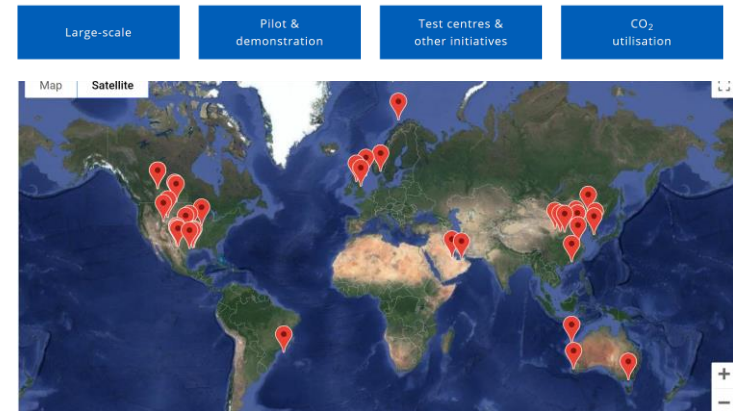 Large-scale
Pilot &
demonstration
Test centres &
other initiatives
CO₂
utilisation
Map
Satellite
+
−